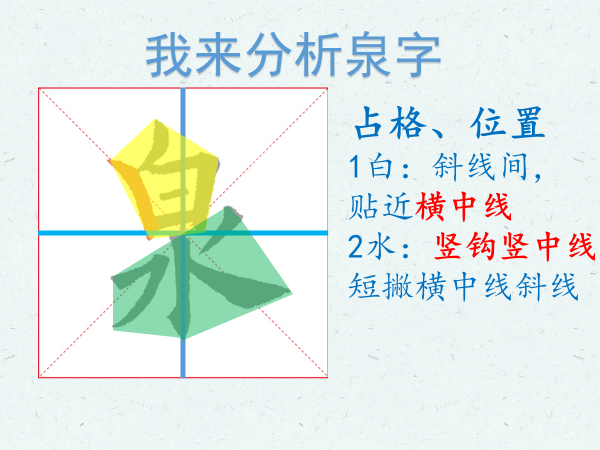 我来分析泉字
泉
占格、位置
1白：斜线间，
贴近横中线
2水：竖钩竖中线
短撇横中线斜线